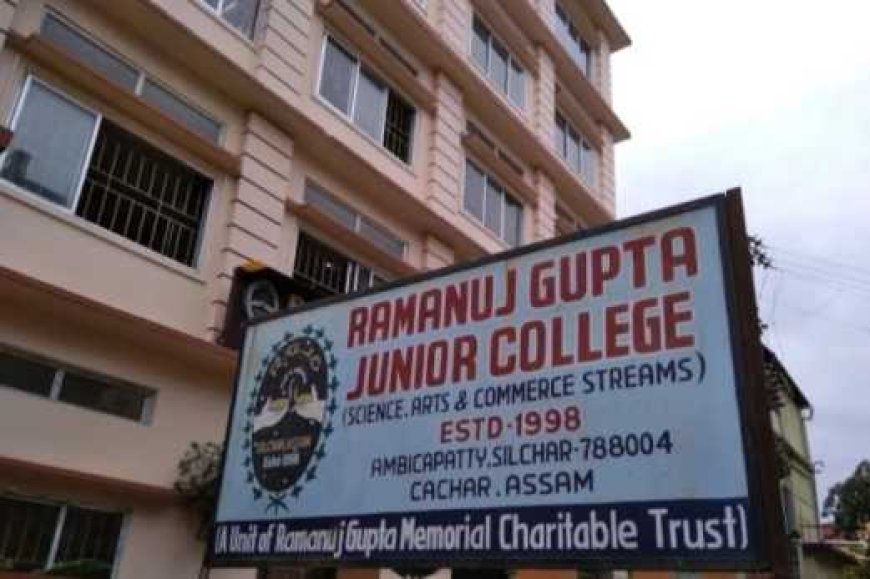 RAMANUJ GUPTA
JUNIOR COLLEGE
(SCIENCE. ARTS & COMMERCE STREAMS)
ESTD-1998
AMBICAPATTY. SILCHAR-788004
CACHAR. ASSAM
(A Unit of Ramanuj Gupta Memorial Charitable Trust)